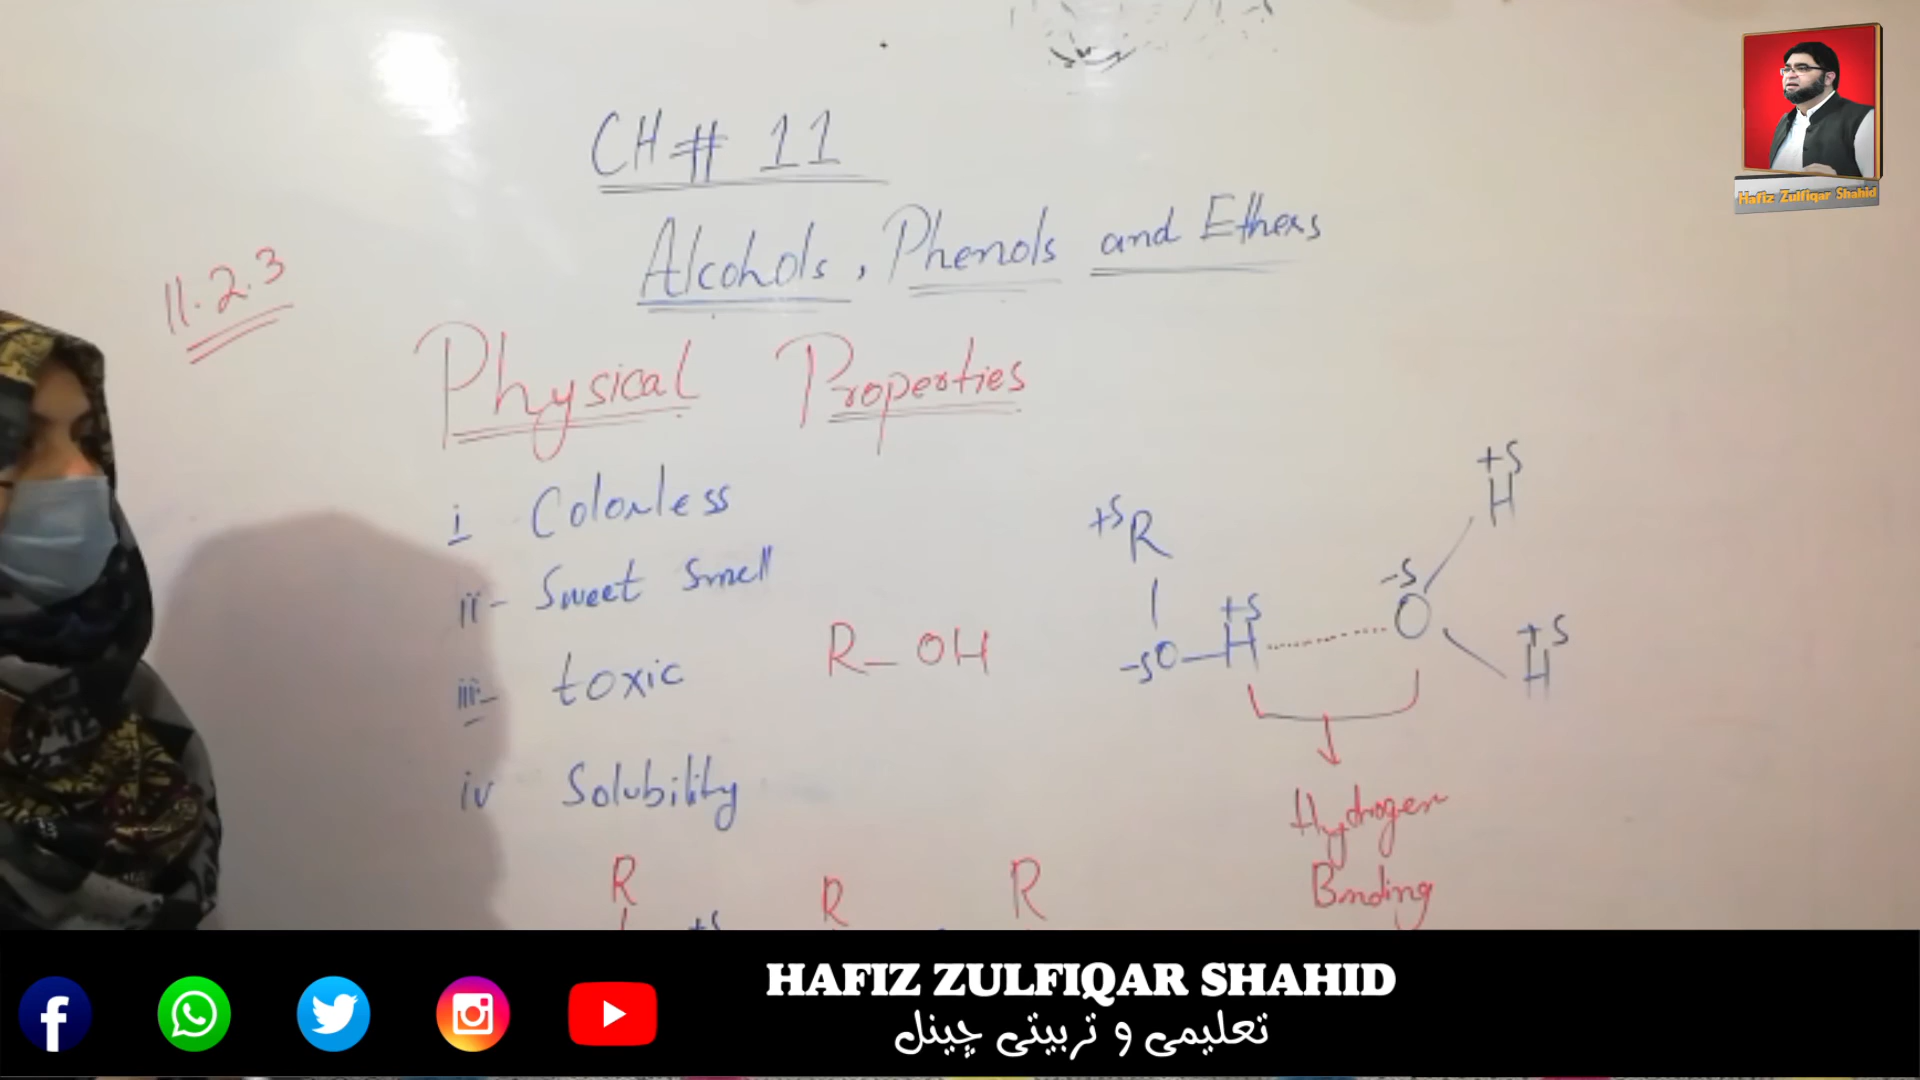 CH # 11
Alcohols, Phenols and Ethers
11.2.3
Physical Properties
i Colorless
ii- Sweet Smell
iii- toxic
iv Solubility
R-OH
+δR
-δO-H +δ
-δO
H +δ
H +δ
Hydrogen
Bonding
R R R
+δ
Hafiz Zulfiqar Shahid
HAFIZ ZULFIQAR SHAHID
تعلیمی و تربیتی چینل